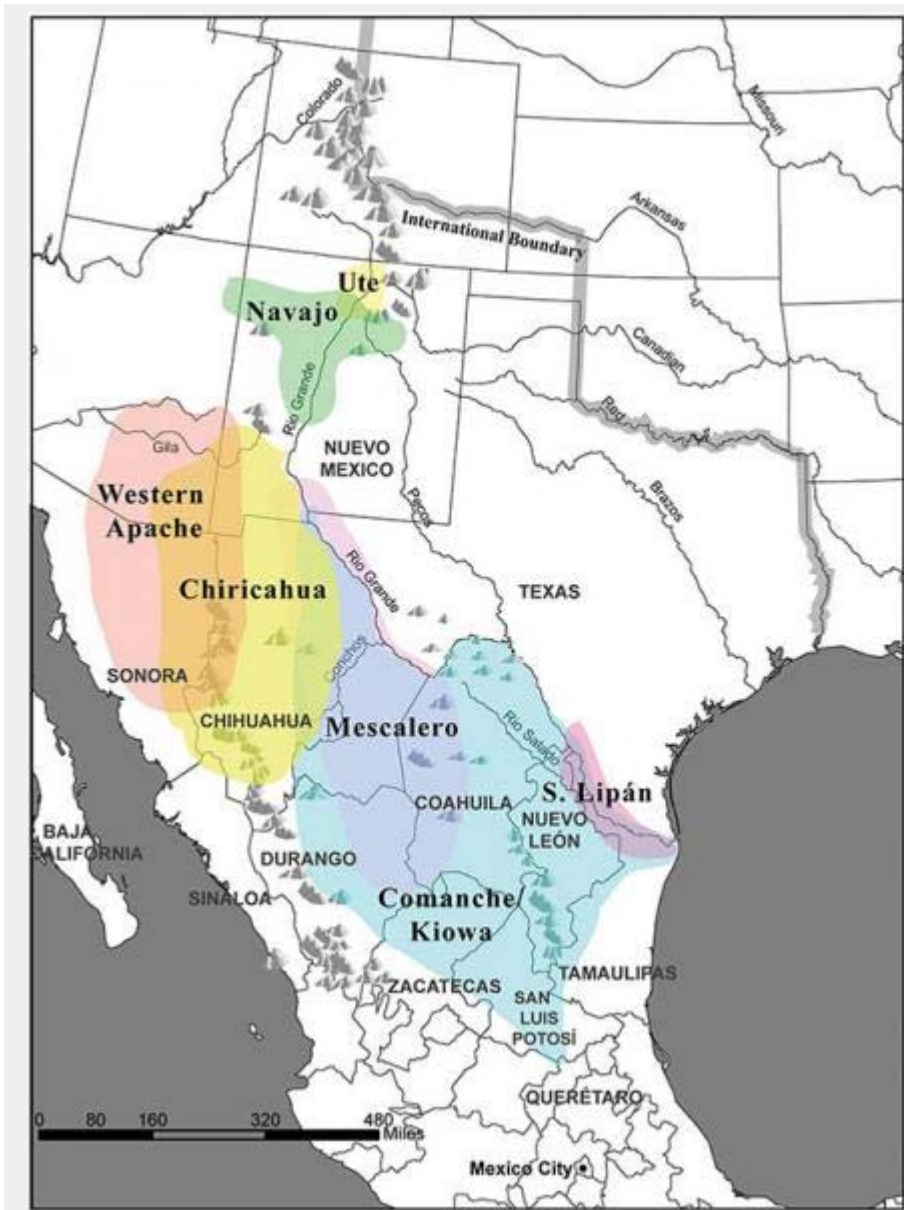 Colorado
Missouri
Arkansas
International Boundary
Ute
Navajo
Canadian
Rio Grande
Red
Gila
NUEVO
MEXICO
Western
Apache
Pecos
Brazos
Rio Grande
TEXAS
Chiricahua
Conchos
SONORA
CHIHUAHUA
Mescalero
Rio Salado
S. Lipán
COAHUILA
NUEVO
LEÓN
BAJA
CALIFORNIA
DURANGO
SINALOA
Comanche/
Kiowa
TAMAULIPAS
ZACATECAS
SAN
LUIS
POTOSÍ
QUERÉTARO
0 80 160 320 480
Miles
Mexico City